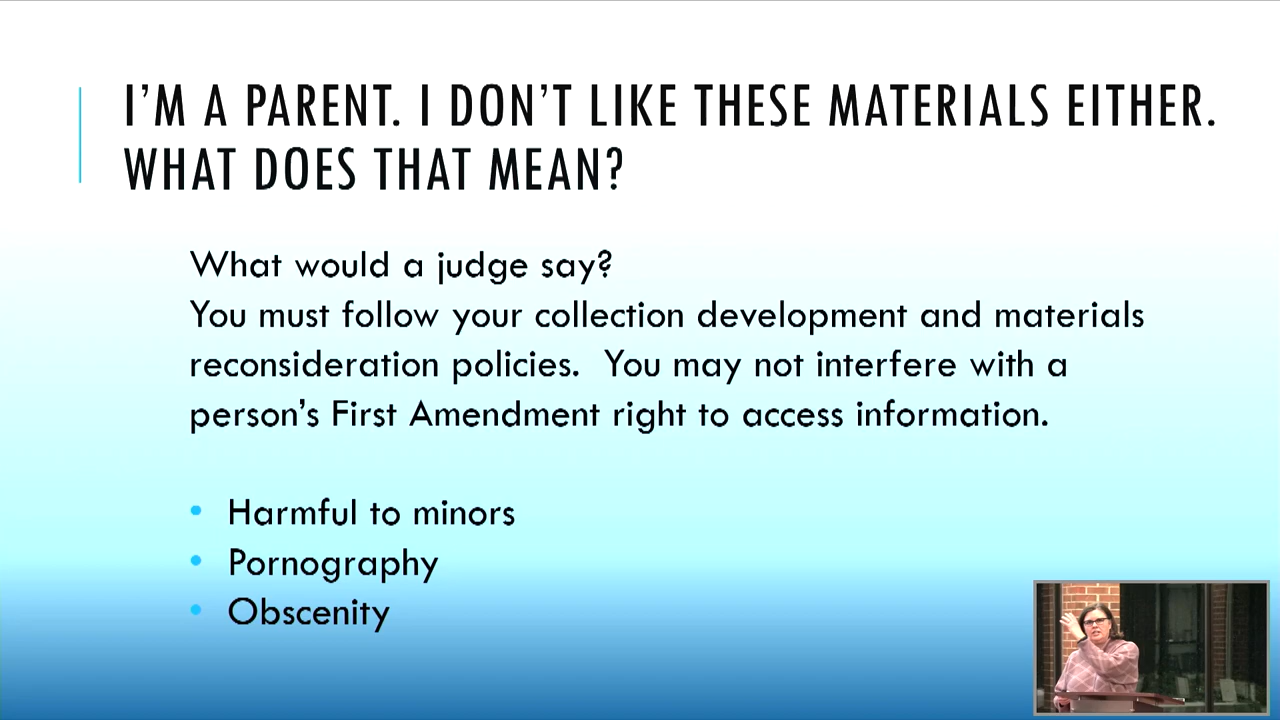 I'M A PARENT. I DON'T LIKE THESE MATERIALS EITHER.
WHAT DOES THAT MEAN?
What would a judge say?
You must follow your collection development and materials
reconsideration policies.  You may not interfere with a
person's First Amendment right to access information.
• Harmful to minors
• Pornography
• Obscenity